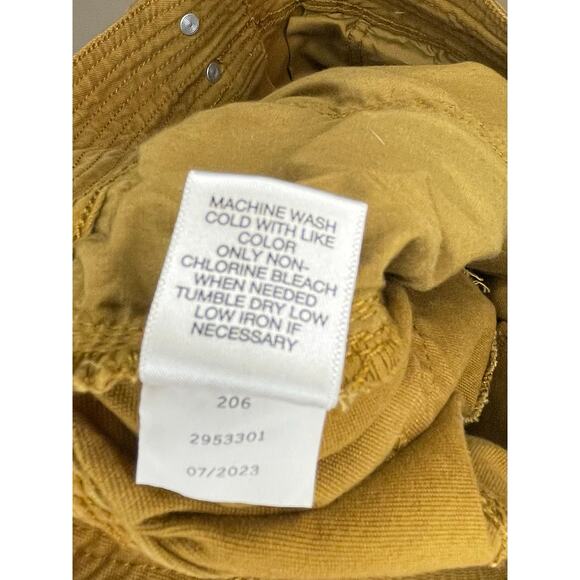 MACHINE WASH
COLD WITH LIKE
COLOR
ONLY NON-
CHLORINE BLEACH
WHEN NEEDED
TUMBLE DRY LOW
LOW IRON IF
NECESSARY
206
2953301
07/2023